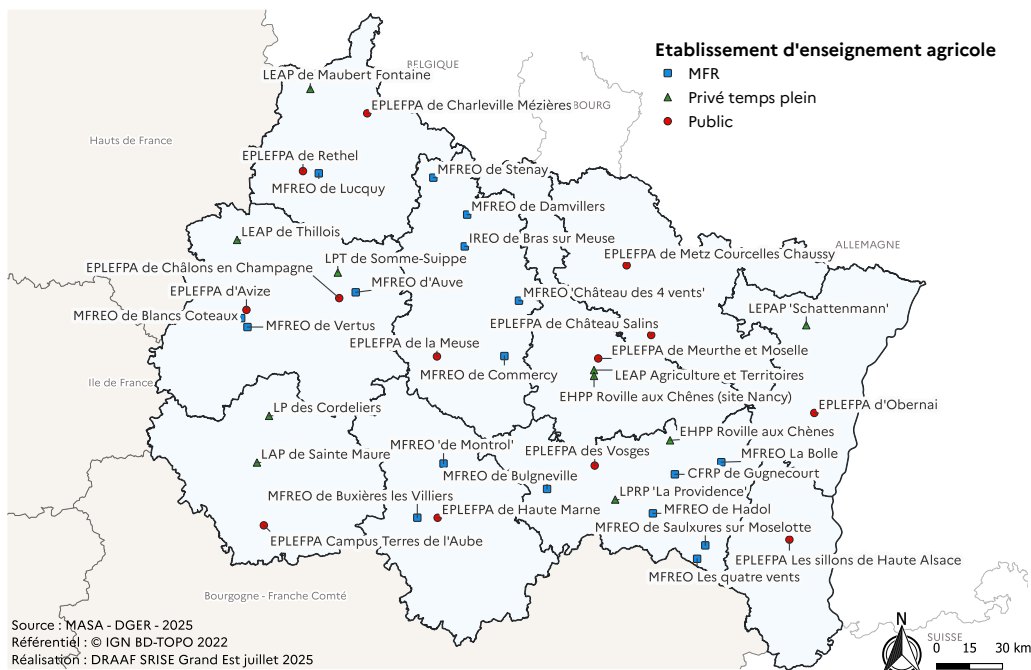 Etablissement d'enseignement agricole
MFR
Privé temps plein
Public
BELGIQUE
BOURG
Hauts de France
ALLEMAGNE
Ile de France
Bourgogne - Franche Comté
SUISSE
LEAP de Maubert Fontaine
EPLEFPA de Charleville Mézières
EPLEFPA de Rethel
MFREO de Lucquy
MFREO de Stenay
MFREO de Damvillers
LEAP de Thillois
IREO de Bras sur Meuse
EPLEFPA de Metz Courcelles Chaussy
LPT de Somme-Suippe
EPLEFPA de Châlons en Champagne
MFREO d'Auve
EPLEFPA d'Avize
MFREO 'Château des 4 vents'
LEPAP 'Schattemann'
MFREO de Blancs Coteaux
MFREO de Vertus
EPLEFPA de Château Salins
EPLEFPA de la Meuse
EPLEFPA de Meurthe et Moselle
MFREO de Commercy
LEAP Agriculture et Territoires
EHPP Roville aux Chênes (site Nancy)
LP des Cordeliers
EPLEFPA d'Obernai
EHPP Roville aux Chènes
MFREO 'de Montrol'
EPLEFPA des Vosges
MFREO La Bolle
LAP de Sainte Maure
MFREO de Bulgneville
CFRP de Gugnecourt
MFREO de Buxières les Villiers
LPRP 'La Providence'
EPLEFPA de Haute Marne
MFREO de Hadol
MFREO de Saulxures sur Moselotte
EPLEFPA Campus Terres de l'Aube
EPLEFPA Les sillons de Haute Alsace
MFREO Les quatre vents
Source : MASA - DGER - 2025
Référentiel : © IGN BD-TOPO 2022
Réalisation : DRAAF SRISE Grand Est juillet 2025
N
0 15 30 km